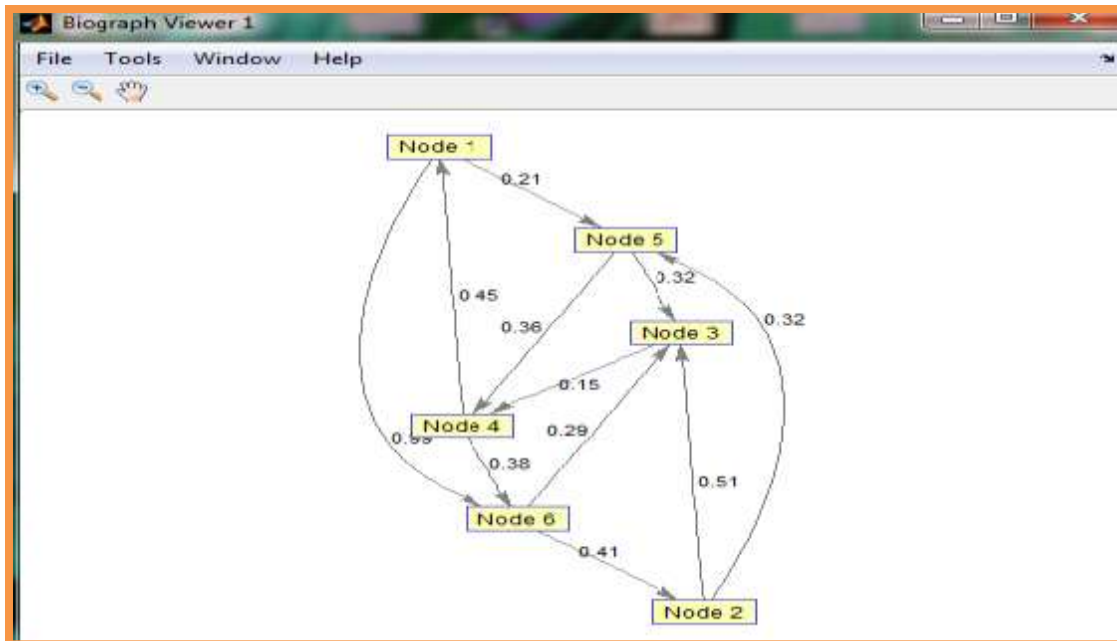 Biograph Viewer 1
File Tools Window Help
Node 1
0.21
Node 5
0.32
0.45
0.36
0.32
Node 3
0.15
Node 4
0.29
0.99
0.38
0.51
Node 6
0.41
Node 2